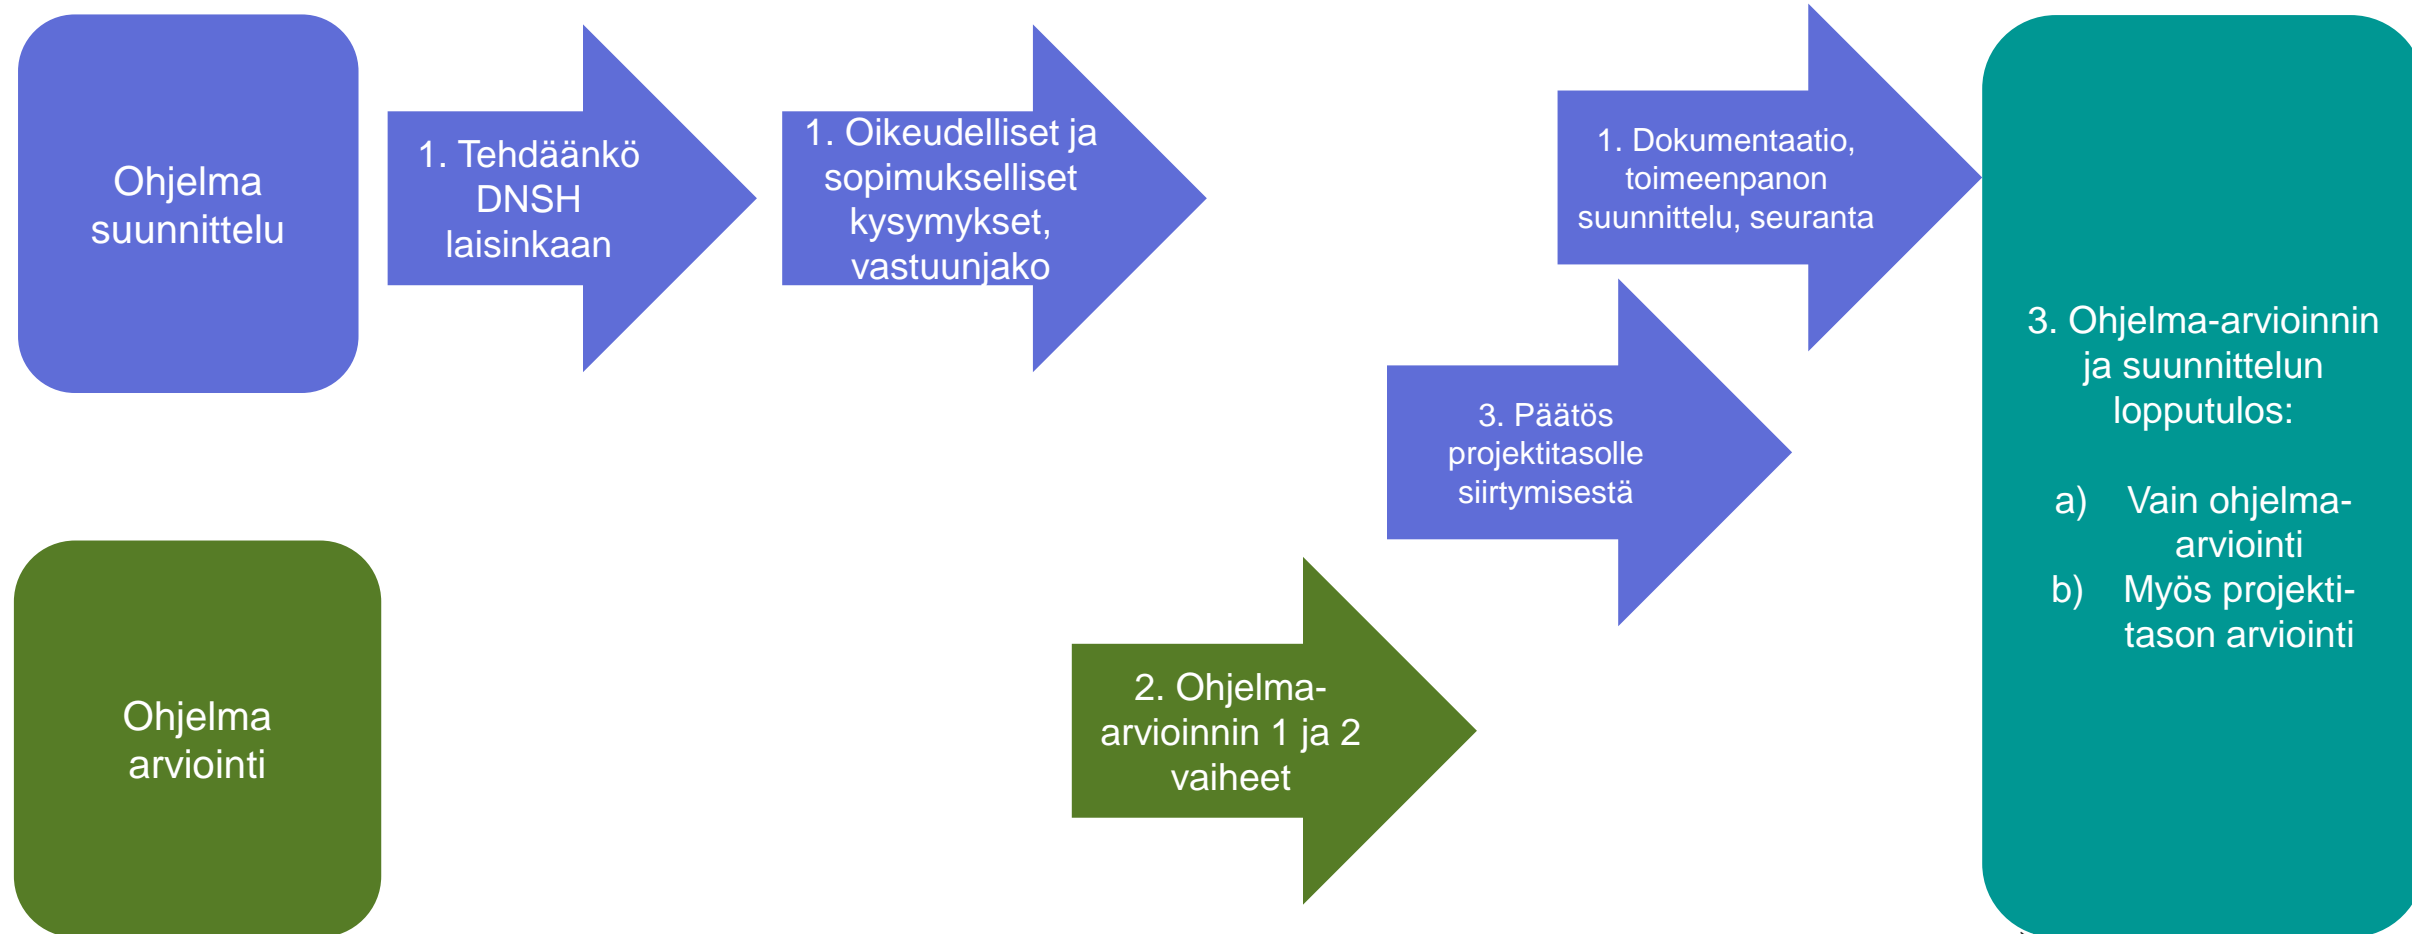 Ohjelma
suunnittelu
1. Tehdäänkö
DNSH
laisinkaan
1. Oikeudelliset ja
sopimukselliset
kysymykset,
vastuunjako
1. Dokumentaatio,
toimeenpanon
suunnittelu, seuranta
3. Päätös
projektitasolle
siirtymisestä
Ohjelma
arviointi
2. Ohjelma-
arvioinnin 1 ja 2
vaiheet
3. Ohjelma-arvioinnin
ja suunnittelun
lopputulos:
a) Vain ohjelma-
arviointi
b) Myös projekti-
tason arviointi